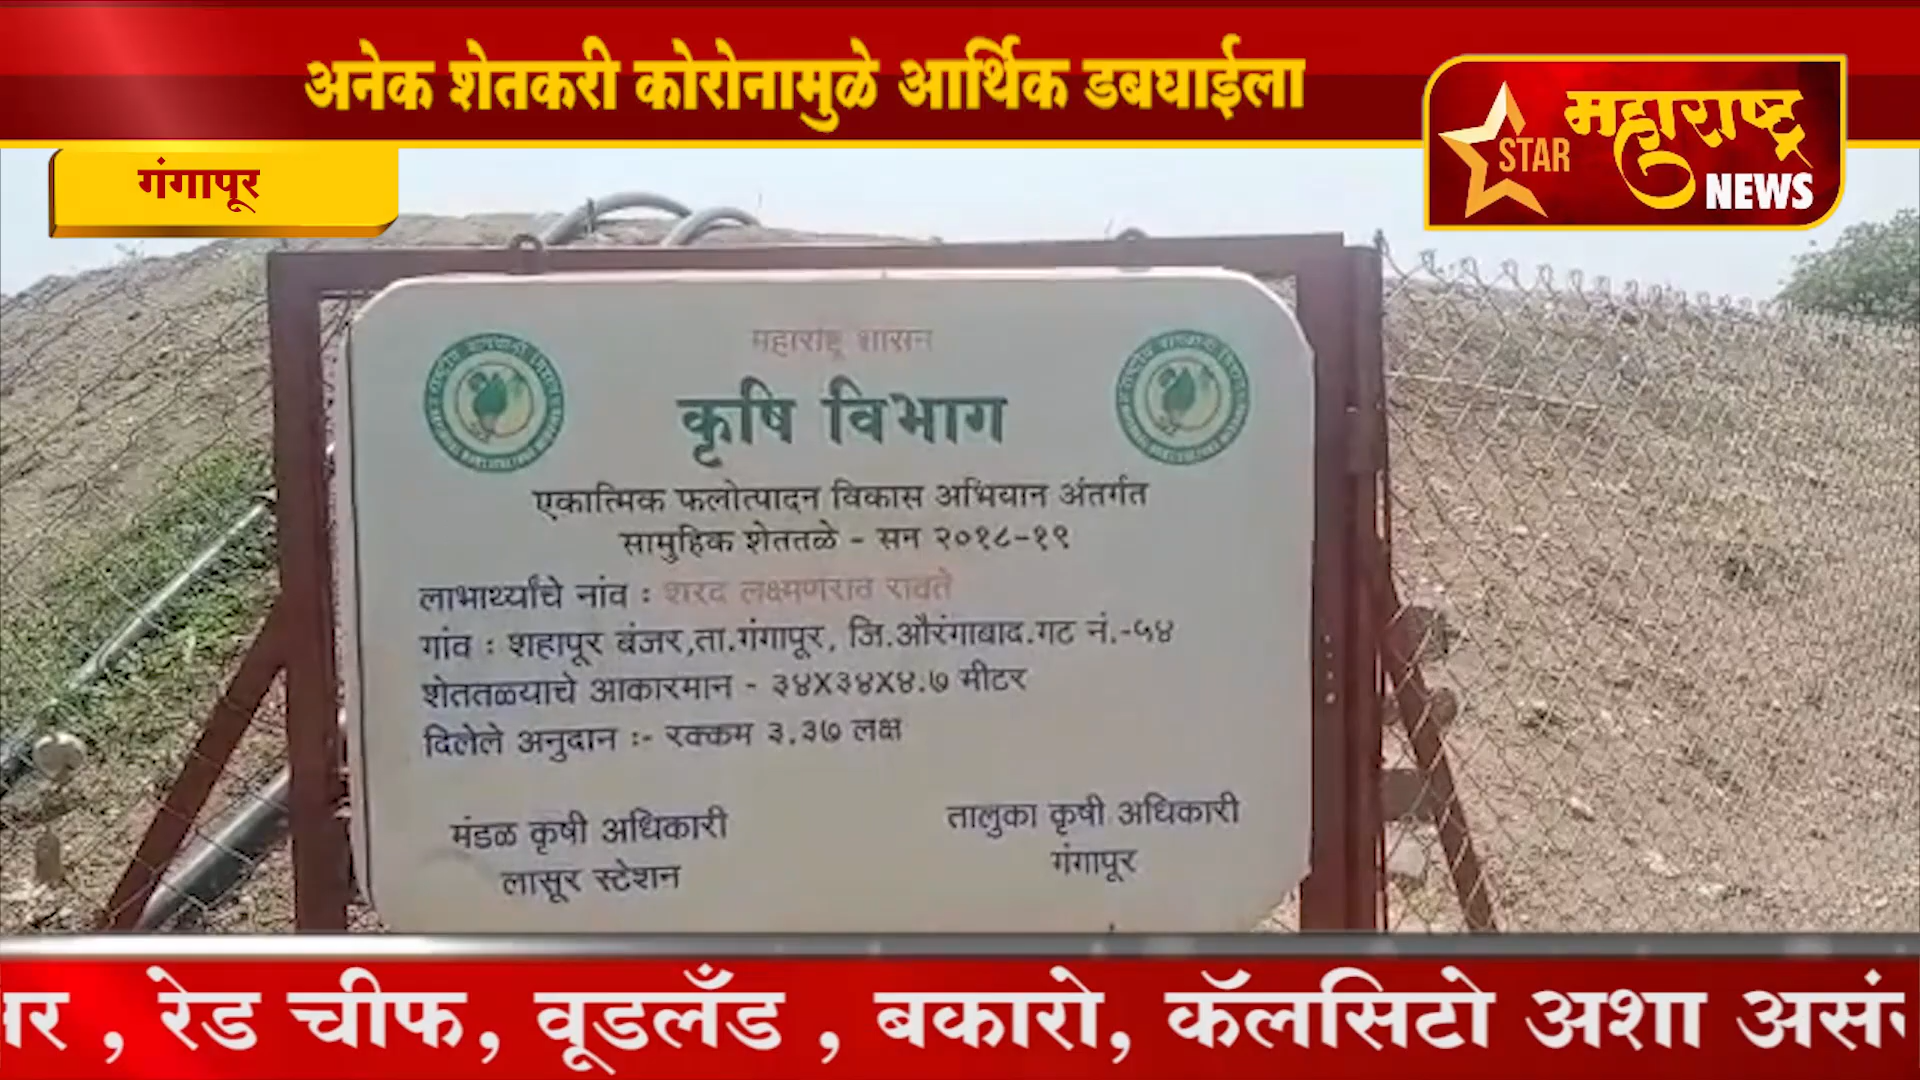 अनेक शेतकरी कोरोनामुळे आर्थिक डबघाईला
STAR महाराष्ट्र NEWS
गंगापूर
महाराष्ट्र शासन
कृषि विभाग
एकात्मिक फलोत्पादन विकास अभियान अंतर्गत
सामुहिक शेततळे - सन २०१८-१९
लाभार्थ्यांचे नांव : शरद लक्ष्मणराव रावते
गांव : शहापूर बंजर,ता.गंगापूर, जि.औरंगाबाद.गट नं.-५४
शेततळ्याचे आकारमान - ३४X३४X४.७ मीटर
दिलेले अनुदान :- रक्कम ३.३७ लक्ष
मंडळ कृषी अधिकारी
लासूर स्टेशन
तालुका कृषी अधिकारी
गंगापूर
, रेड चीफ, वूडलँड , बकारो, कॅलसिटो अशा